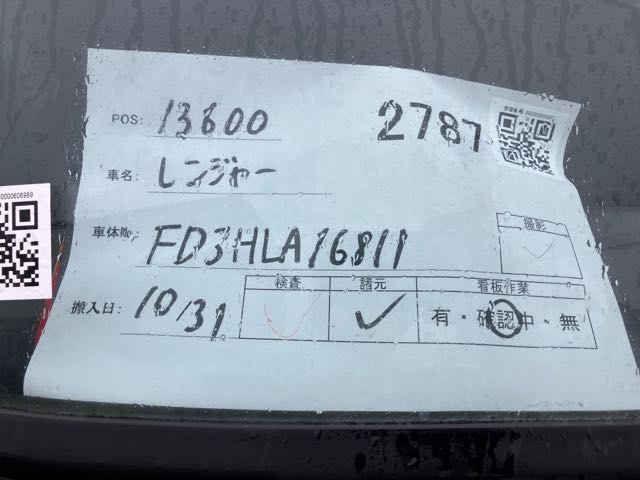 POS: 13600
2787
車名: レンジャー
車体№ FD3HLA16811
撮影
搬入日: 10/31
検査 諸元 看板作業
有・確認中・無
0000606989